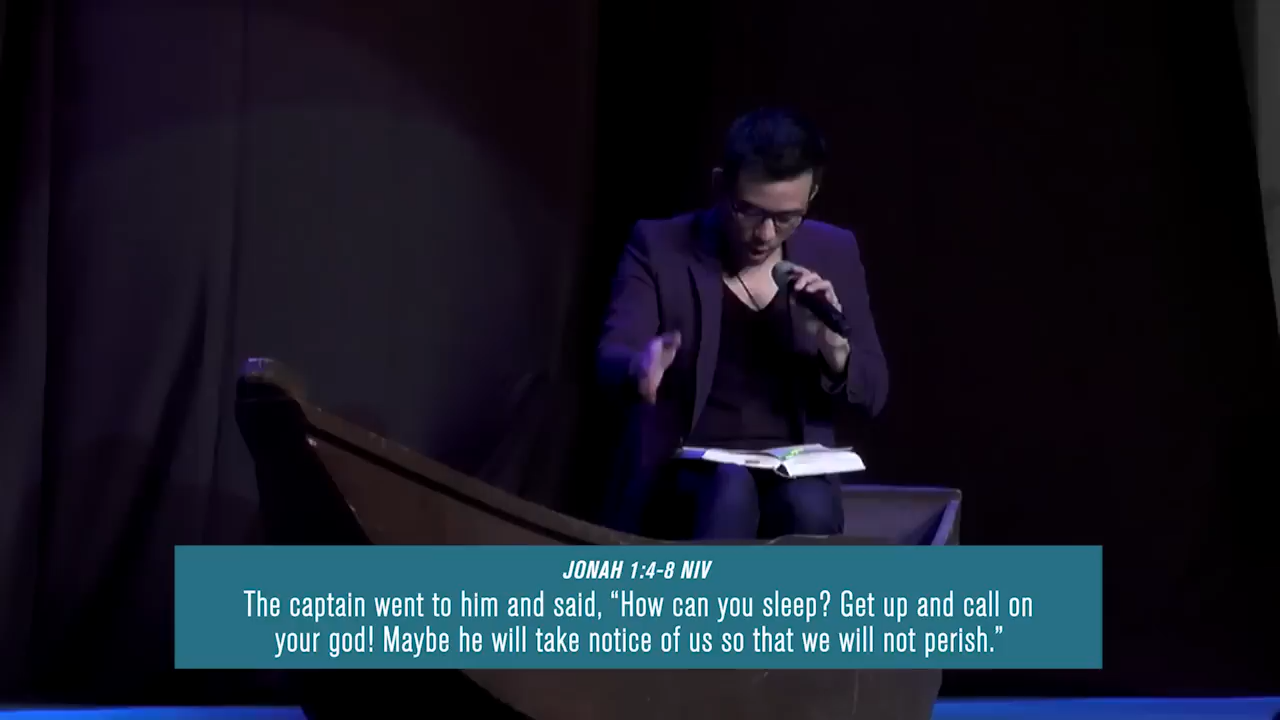 JONAH 1:4-8 NIV
The captain went to him and said, “How can you sleep? Get up and call on
your god! Maybe he will take notice of us so that we will not perish.”